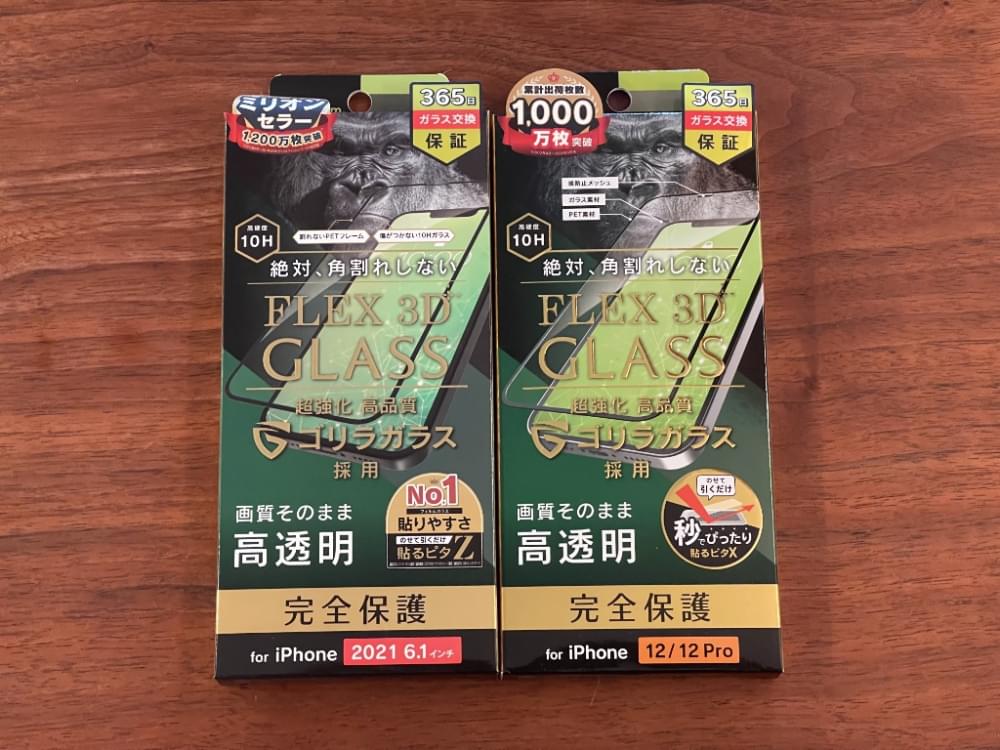 ミリオン
セラー
1,200万枚突破
365日
ガラス交換
保証
高硬度
10H
割れないPETフレーム
傷がつかない10Hガラス
絶対、角割れしない
FLEX 3D
GLASS
超強化 高品質
ゴリラガラス
採用
画質そのまま
高透明
No.1
貼りやすさ
のせて引くだけ
貼るピタZ
完全保護
for iPhone 2021 6.1インチ
累計出荷枚数
1,000
万枚突破
365日
ガラス交換
保証
埃防止メッシュ
ガラス素材
PET素材
高硬度
10H
絶対、角割れしない
FLEX 3D
GLASS
超強化 高品質
ゴリラガラス
採用
画質そのまま
高透明
のせて
引くだけ
秒でぴったり
貼るピタX
完全保護
for iPhone 12/12 Pro